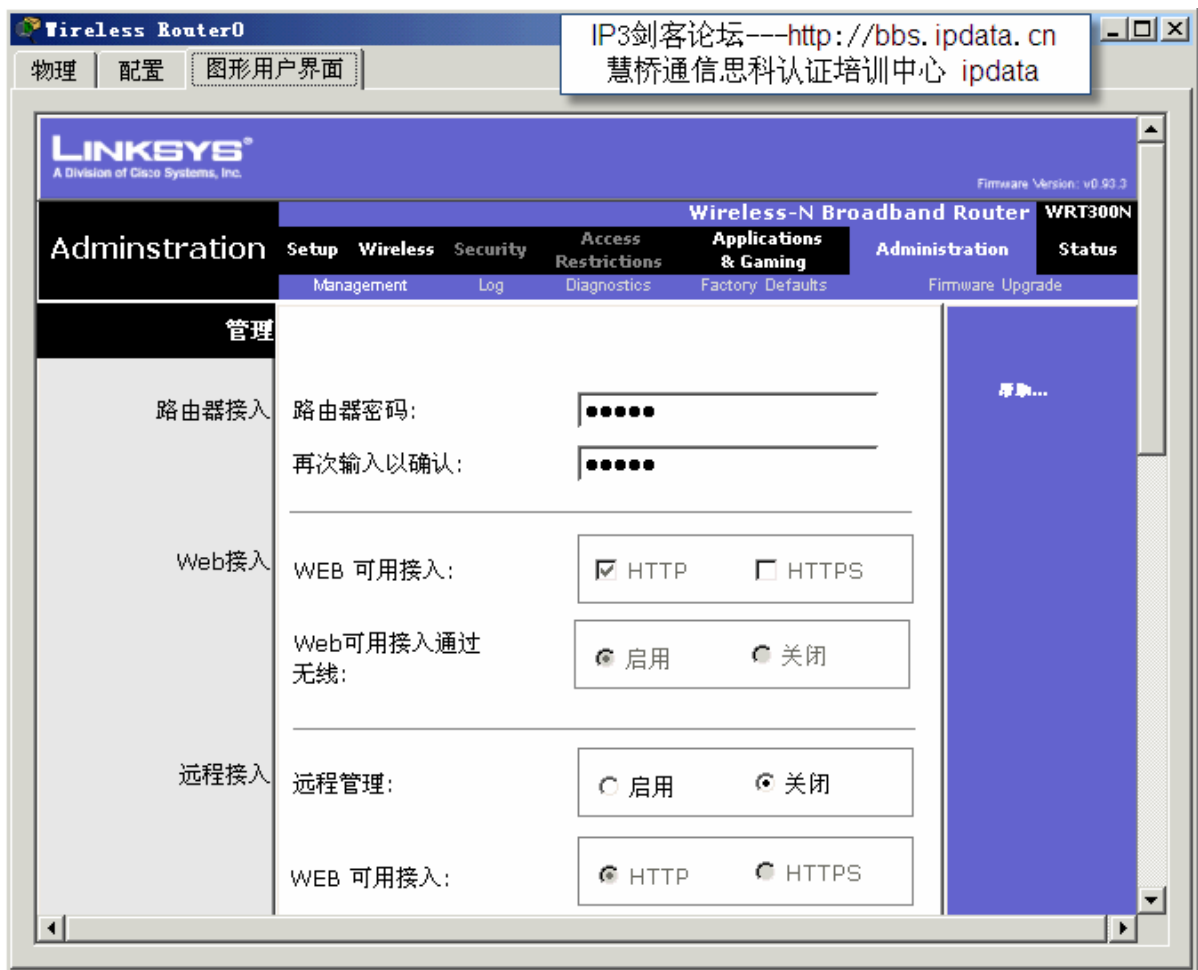 Wireless Router0
IP3剑客论坛---http://bbs.ipdata.cn
慧桥通信思科认证培训中心 ipdata
物理 配置 图形用户界面
LINKSYS®
A Division of Cisco Systems, Inc.
Firmware Version: v0.93.3
Wireless-N Broadband Router WRT300N
Adminstration Setup Wireless Security Access Restrictions Applications & Gaming Administration Status
Management Log Diagnostics Factory Defaults Firmware Upgrade
管理
帮助...
路由器接入 路由器密码:
再次输入以确认:
Web接入 WEB 可用接入: HTTP HTTPS
Web可用接入通过
无线: 启用 关闭
远程接入 远程管理: 启用 关闭
WEB 可用接入: HTTP HTTPS